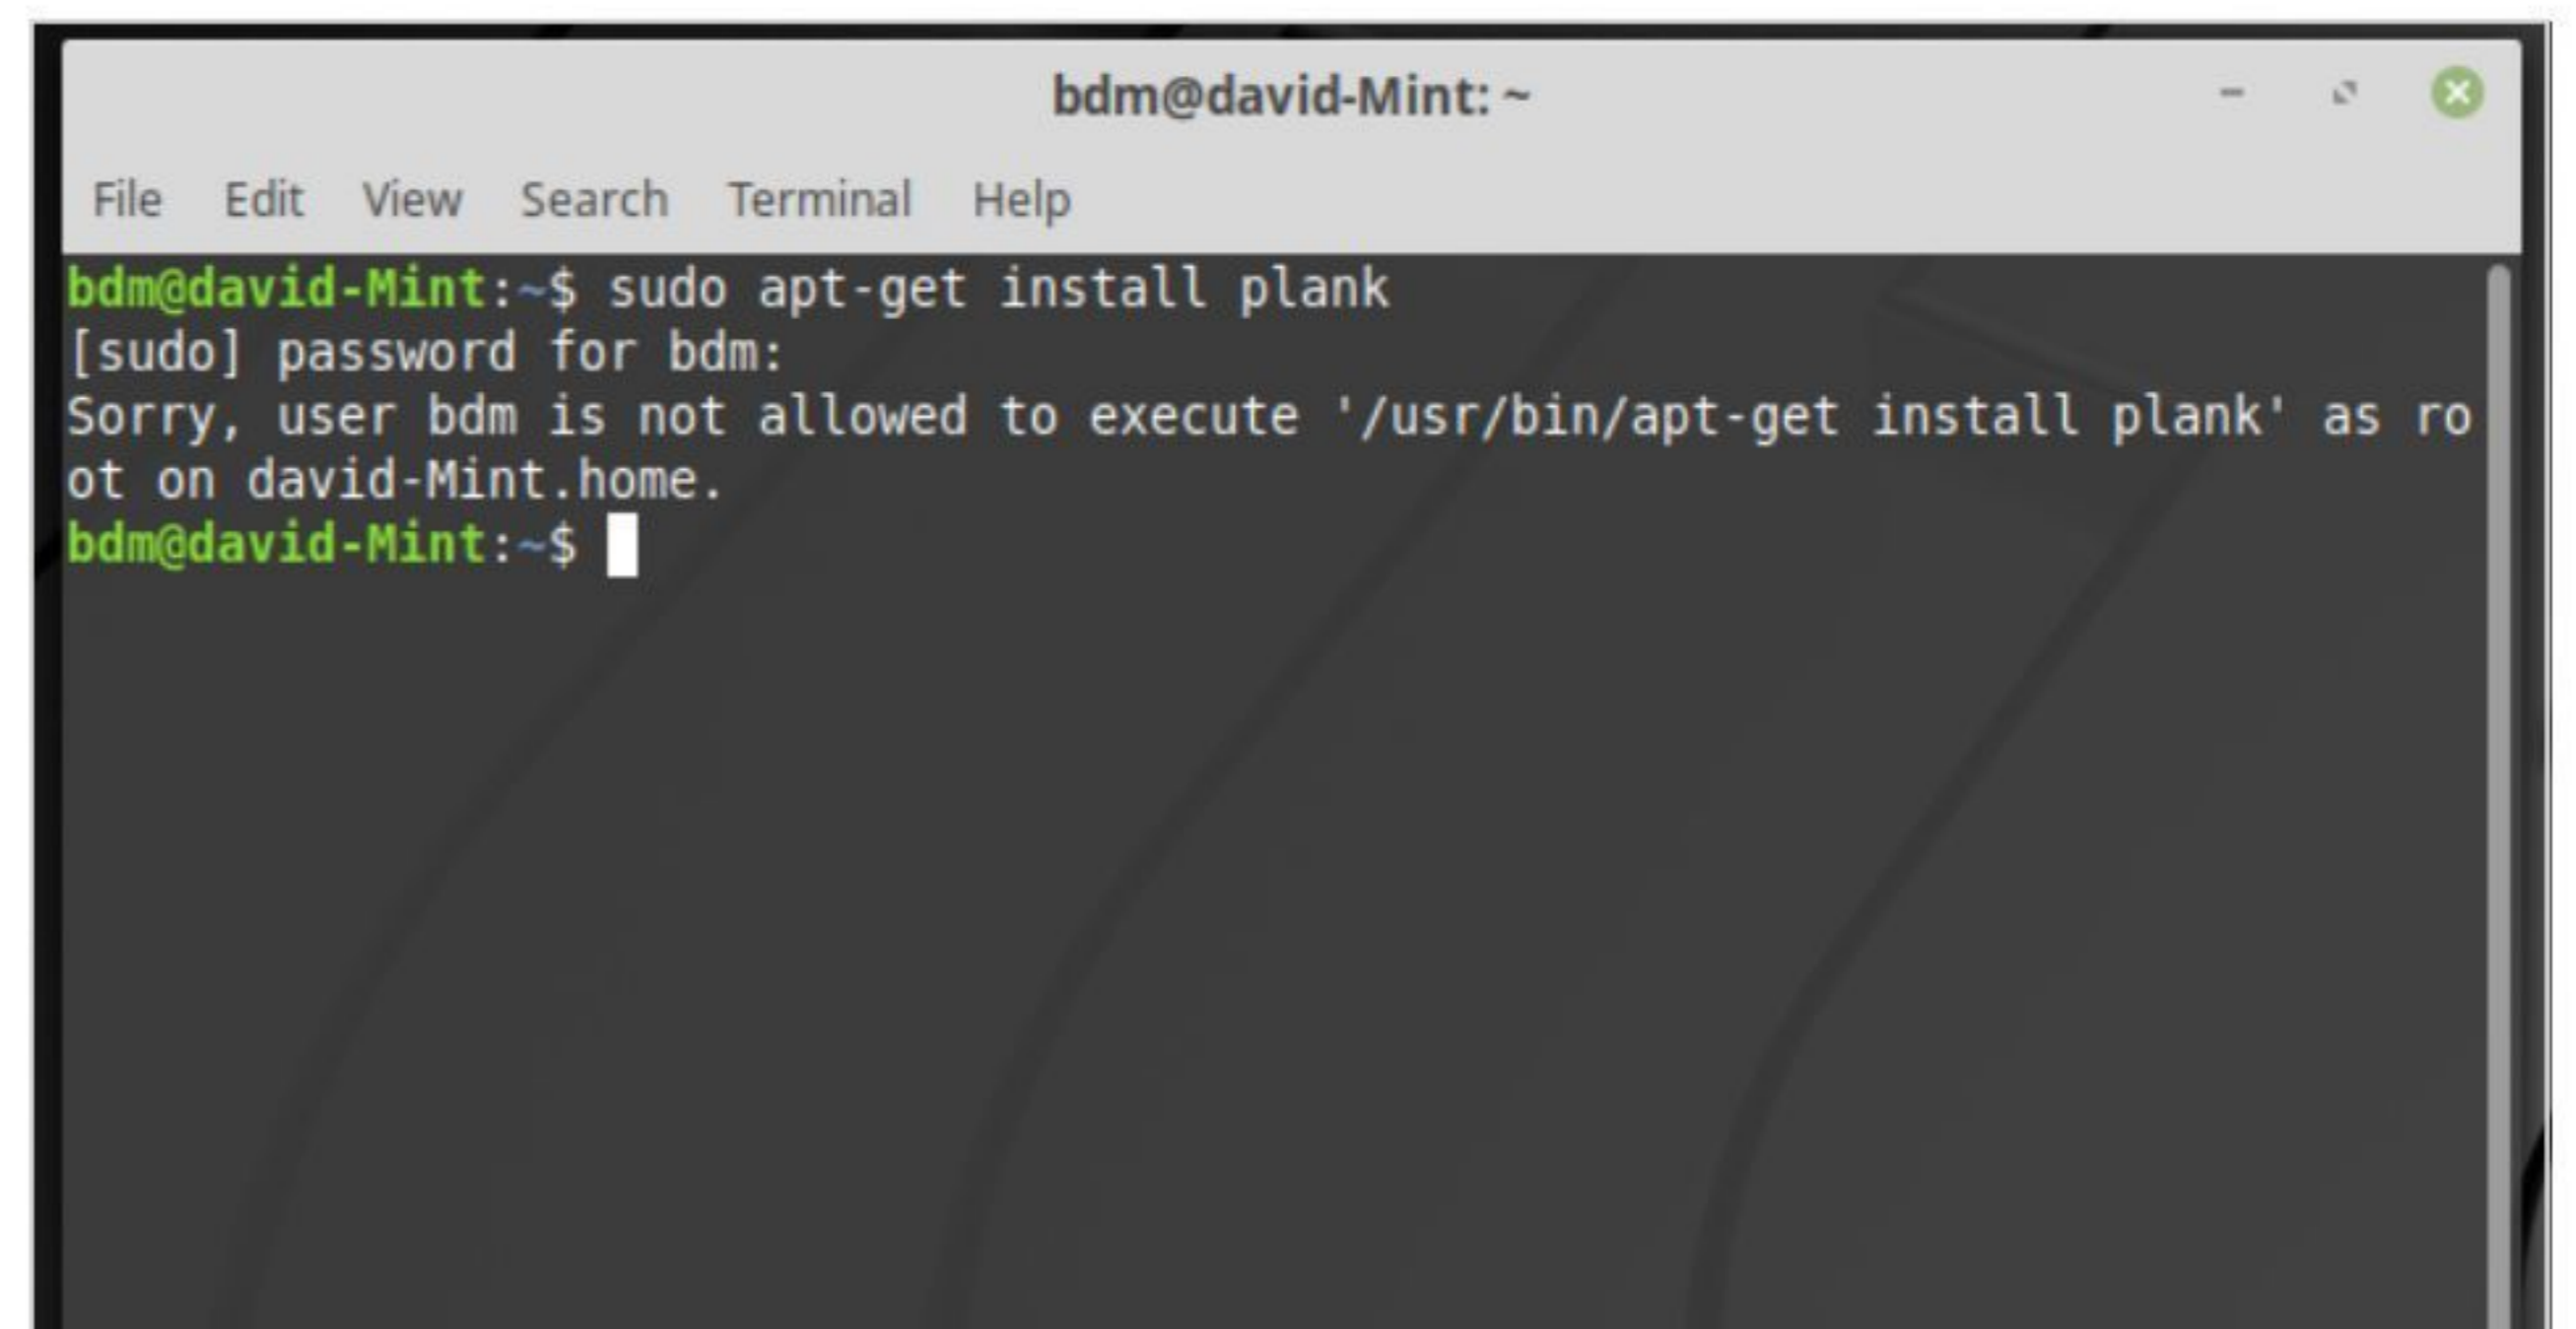 bdm@david-Mint: ~
File Edit View Search Terminal Help
bdm@david-Mint:~$ sudo apt-get install plank
[sudo] password for bdm:
Sorry, user bdm is not allowed to execute '/usr/bin/apt-get install plank' as ro
ot on david-Mint.home.
bdm@david-Mint:~$